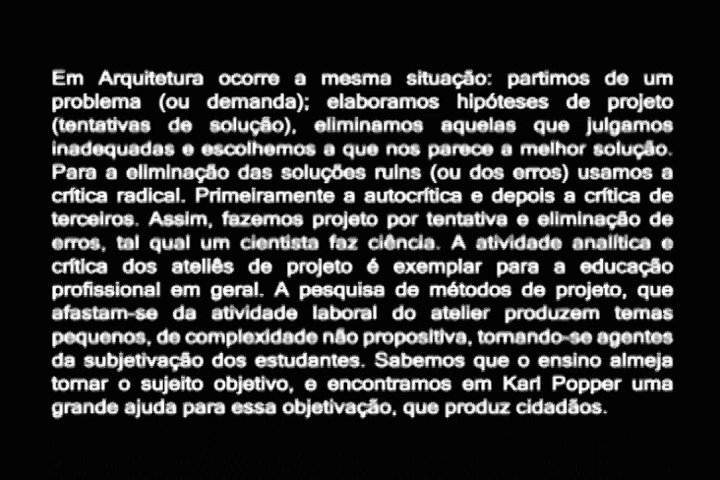 Em Arquitetura ocorre a mesma situação: partimos de um
problema (ou demanda); elaboramos hipóteses de projeto
(tentativas de solução), eliminamos aquelas que julgamos
inadequadas e escolhemos a que nos parece a melhor solução.
Para a eliminação das soluções ruins (ou dos erros) usamos a
crítica radical. Primeiramente a autocrítica e depois a crítica de
terceiros. Assim, fazemos projeto por tentativa e eliminação de
erros, tal qual um cientista faz ciência. A atividade analítica e
crítica dos ateliês de projeto é exemplar para a educação
profissional em geral. A pesquisa de métodos de projeto, que
afastam-se da atividade laboral do atelier produzem temas
pequenos, de complexidade não propositiva, tornando-se agentes
da subjetivação dos estudantes. Sabemos que o ensino almeja
tornar o sujeito objetivo, e encontramos em Karl Popper uma
grande ajuda para essa objetivação, que produz cidadãos.